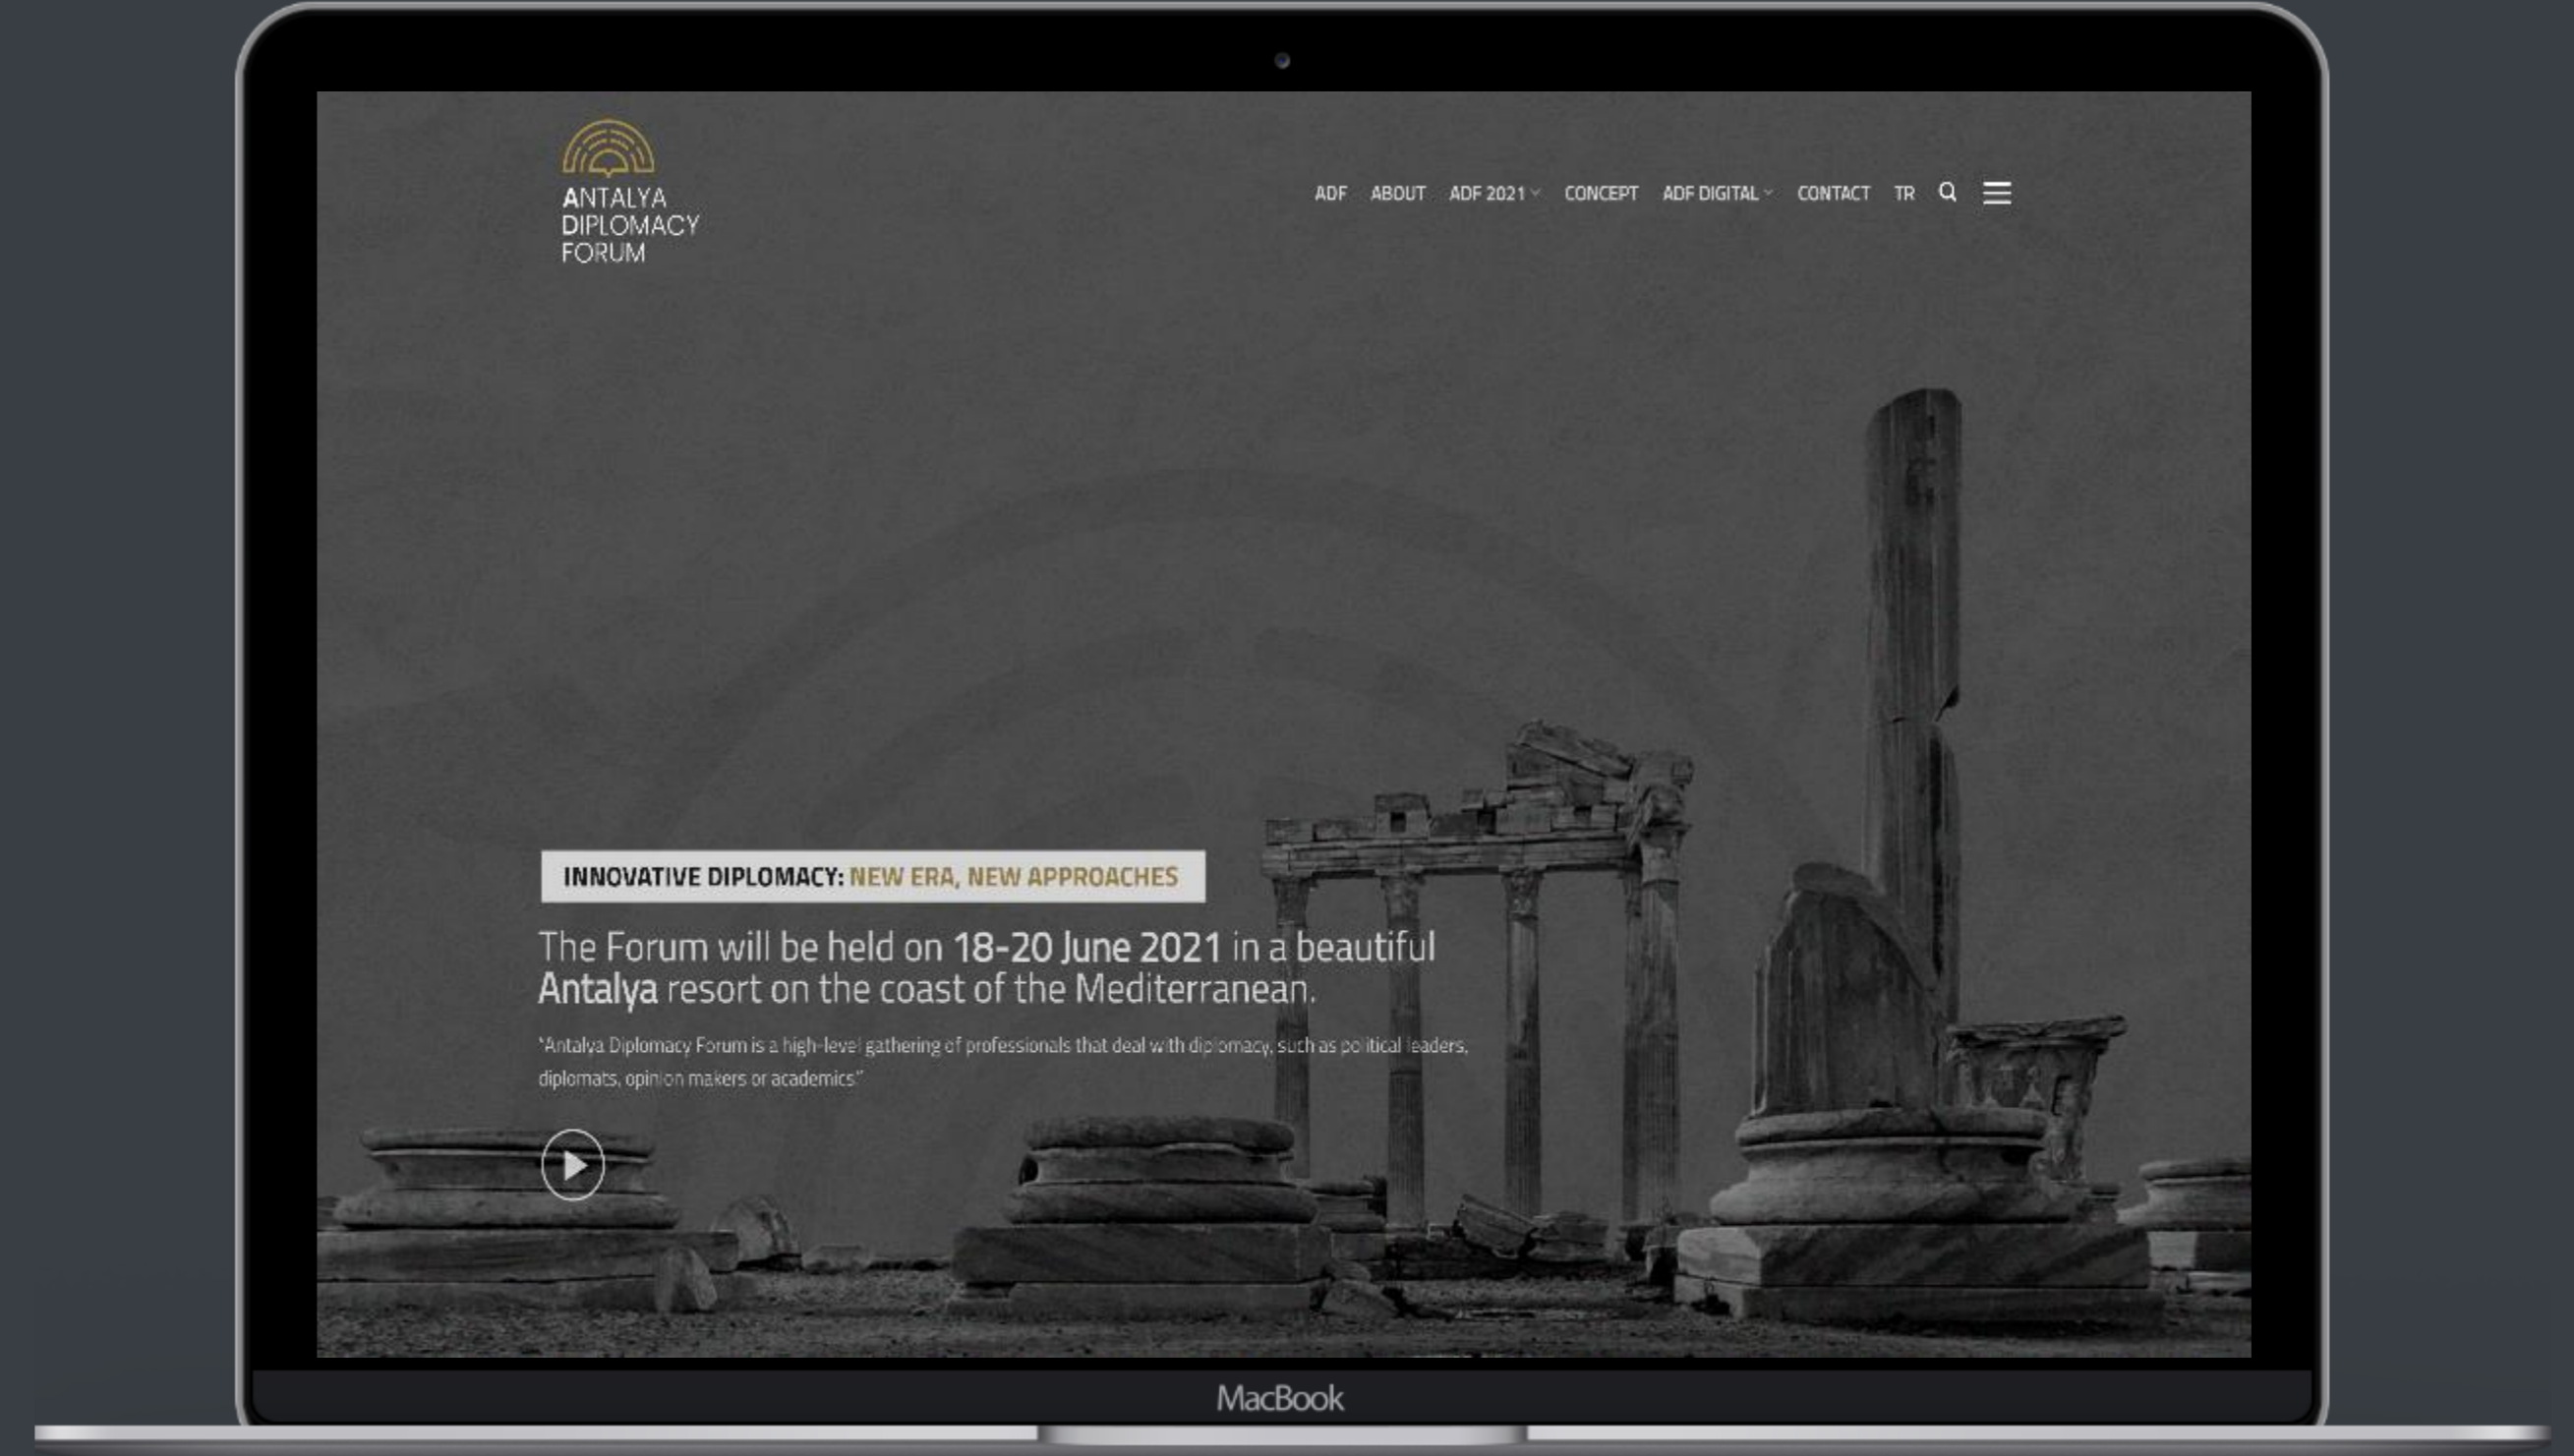 ANTALYA
DIPLOMACY
FORUM
ADF ABOUT ADF 2021 CONCEPT ADF DIGITAL CONTACT TR
INNOVATIVE DIPLOMACY: NEW ERA, NEW APPROACHES
The Forum will be held on 18-20 June 2021 in a beautiful
Antalya resort on the coast of the Mediterranean.
"Antalya Diplomacy Forum is a high-level gathering of professionals that deal with diplomacy, such as political leaders,
diplomats, opinion makers or academics."
MacBook